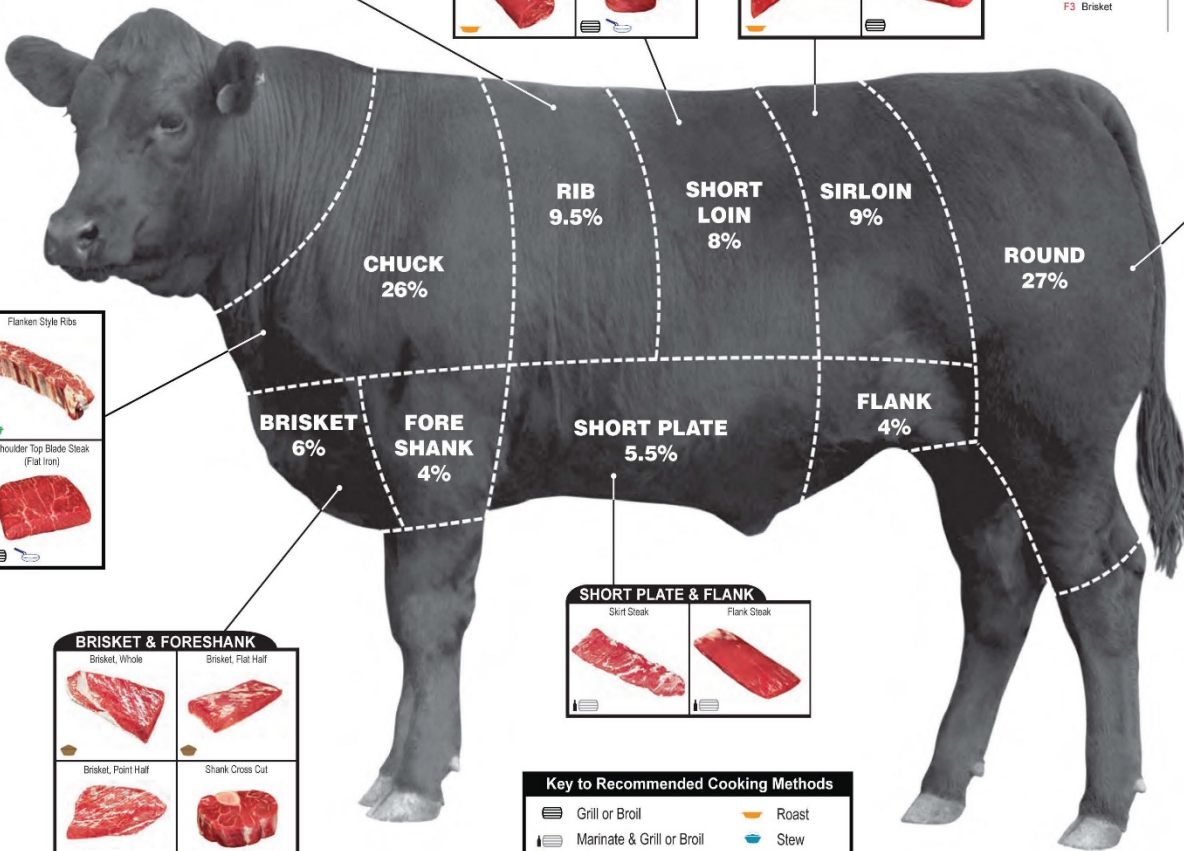 F3 Brisket
RIB
9.5%
SHORT
LOIN
8%
SIRLOIN
9%
CHUCK
26%
ROUND
27%
Flanken Style Ribs
Top Blade Steak
(Flat Iron)
BRISKET
6%
FORE
SHANK
4%
SHORT PLATE
5.5%
FLANK
4%
SHORT PLATE & FLANK
Skirt Steak
Flank Steak
BRISKET & FORESHANK
Brisket, Whole
Brisket, Flat Half
Brisket, Point Half
Shank Cross Cut
Key to Recommended Cooking Methods
Grill or Broil
Roast
Marinate & Grill or Broil
Stew